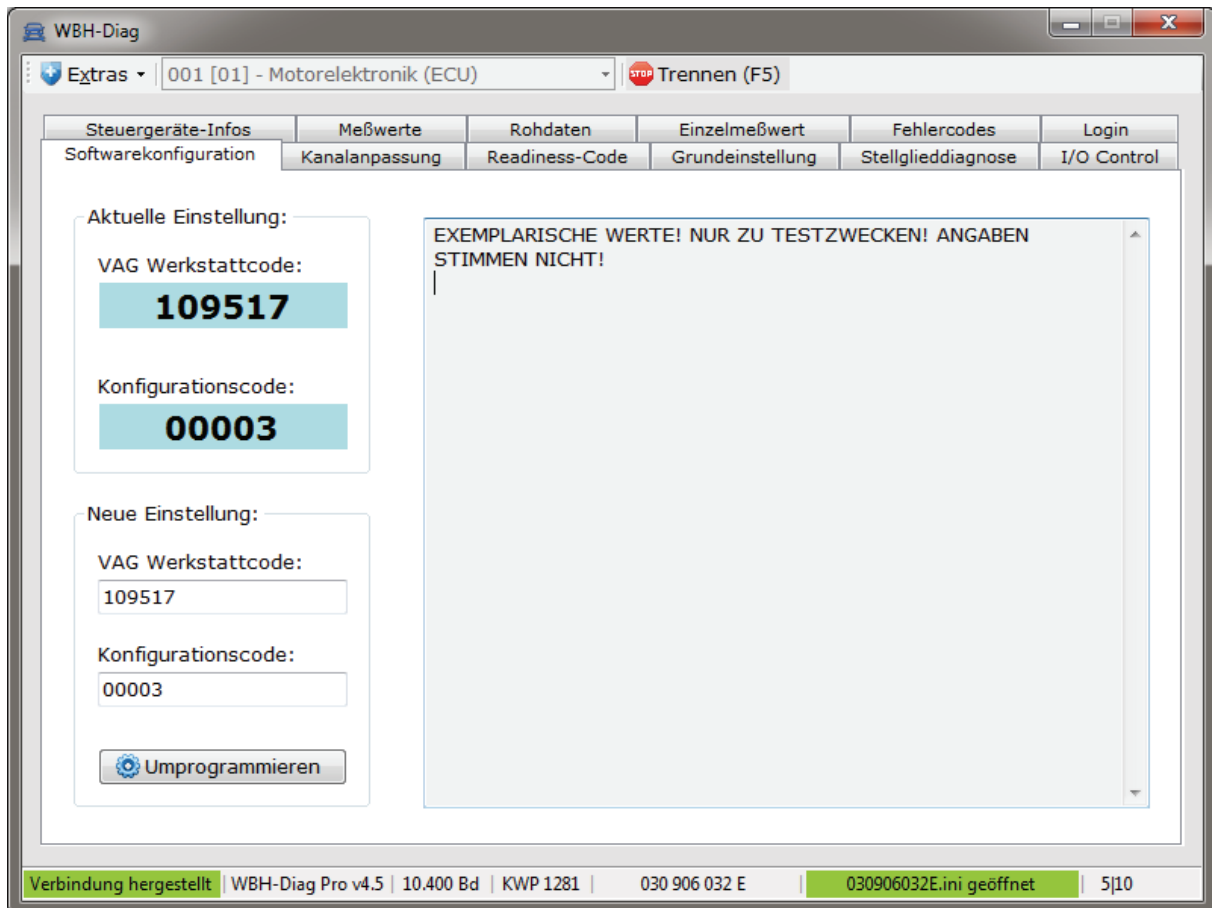 WBH-Diag
Extras
001 [01] - Motorelektronik (ECU)
STOP
Trennen (F5)
Steuergeräte-Infos
Meßwerte
Rohdaten
Einzelmeßwert
Fehlercodes
Login
Softwarekonfiguration
Kanalanpassung
Readiness-Code
Grundeinstellung
Stellglieddiagnose
I/O Control
Aktuelle Einstellung:
VAG Werkstattcode:
109517
Konfigurationscode:
00003
Neue Einstellung:
VAG Werkstattcode:
109517
Konfigurationscode:
00003
Umprogrammieren
EXEMPLARISCHE WERTE! NUR ZU TESTZWECKEN! ANGABEN
STIMMEN NICHT!
Verbindung hergestellt
WBH-Diag Pro v4.5
10.400 Bd
KWP 1281
030 906 032 E
030906032E.ini geöffnet
5|10